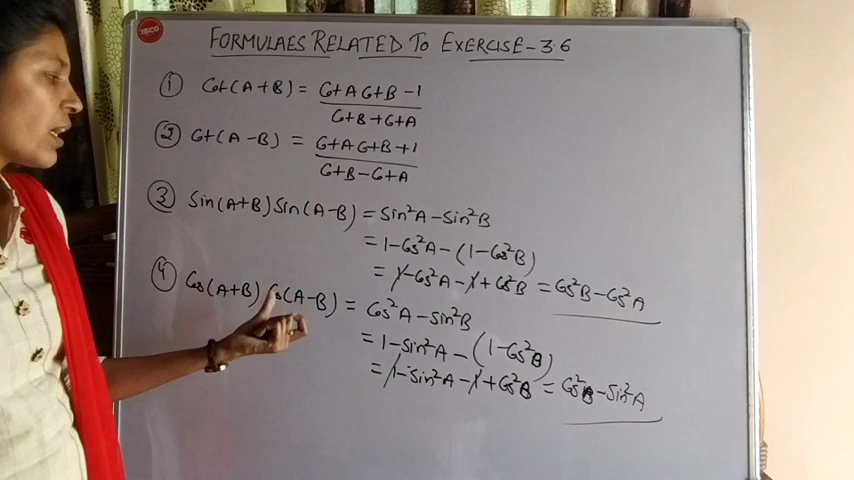 IBCO
FORMULAES RELATED TO EXERCISE-3.6
① Cot(A+B) = CotA CotB -1
CotB + CotA
② Cot(A-B) = CotA CotB +1
CotB - CotA
③ Sin(A+B) Sin(A-B) = Sin²A - Sin²B
= 1-Cos²A - (1-Cos²B)
= 1-Cos²A -1+Cos²B = Cos²B - Cos²A
④ Cos(A+B) Cos(A-B) = Cos²A - Sin²B
= 1-Sin²A - (1-Cos²B)
= 1-Sin²A -1+Cos²B = Cos²B - Sin²A